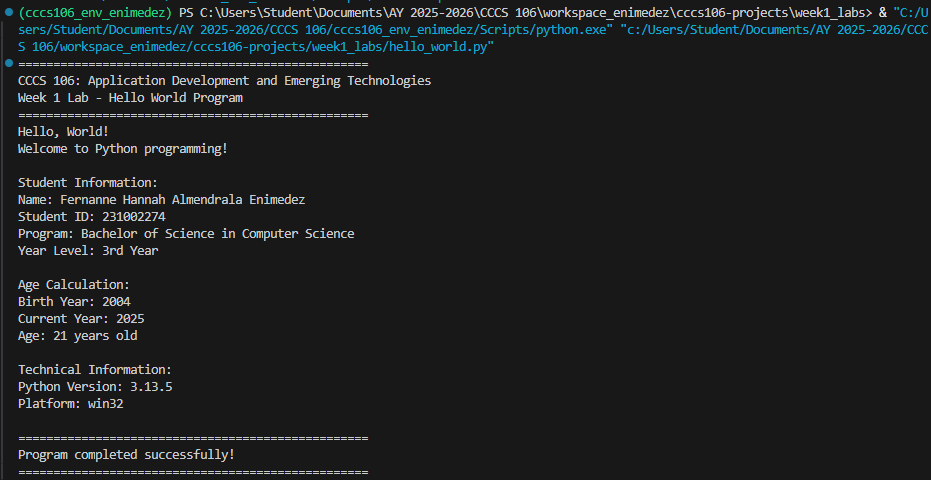 (cccs106_env_enimedez) PS C:\Users\Student\Documents\AY 2025-2026\CCCS 106\workspace_enimedez\cccs106-projects\week1_labs> & "C:/U
sers/Student/Documents/AY 2025-2026/CCCS 106/cccs106_env_enimedez/Scripts/python.exe" "c:/Users/Student/Documents/AY 2025-2026/CCC
S 106/workspace_enimedez/cccs106-projects/week1_labs/hello_world.py"
==================================================
CCCS 106: Application Development and Emerging Technologies
Week 1 Lab - Hello World Program
==================================================
Hello, World!
Welcome to Python programming!
Student Information:
Name: Fernanne Hannah Almendrala Enimedez
Student ID: 231002274
Program: Bachelor of Science in Computer Science
Year Level: 3rd Year
Age Calculation:
Birth Year: 2004
Current Year: 2025
Age: 21 years old
Technical Information:
Python Version: 3.13.5
Platform: win32
==================================================
Program completed successfully!
==================================================